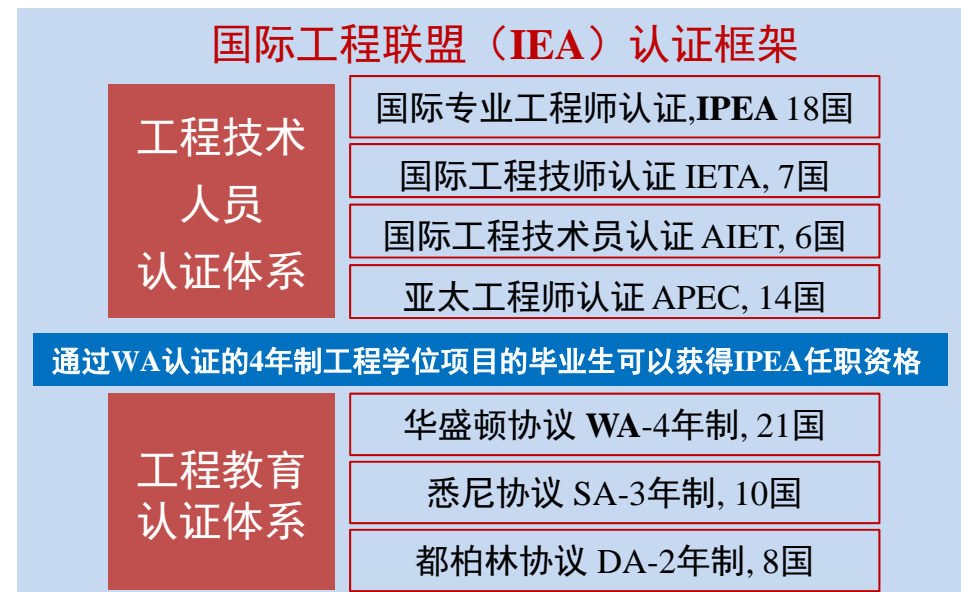 国际工程联盟（IEA）认证框架
工程技术
人员
认证体系
国际专业工程师认证,IPEA 18国
国际工程技师认证 IETA, 7国
国际工程技术员认证 AIET, 6国
亚太工程师认证 APEC, 14国
通过WA认证的4年制工程学位项目的毕业生可以获得IPEA任职资格
工程教育
认证体系
华盛顿协议 WA-4年制, 21国
悉尼协议 SA-3年制, 10国
都柏林协议 DA-2年制, 8国